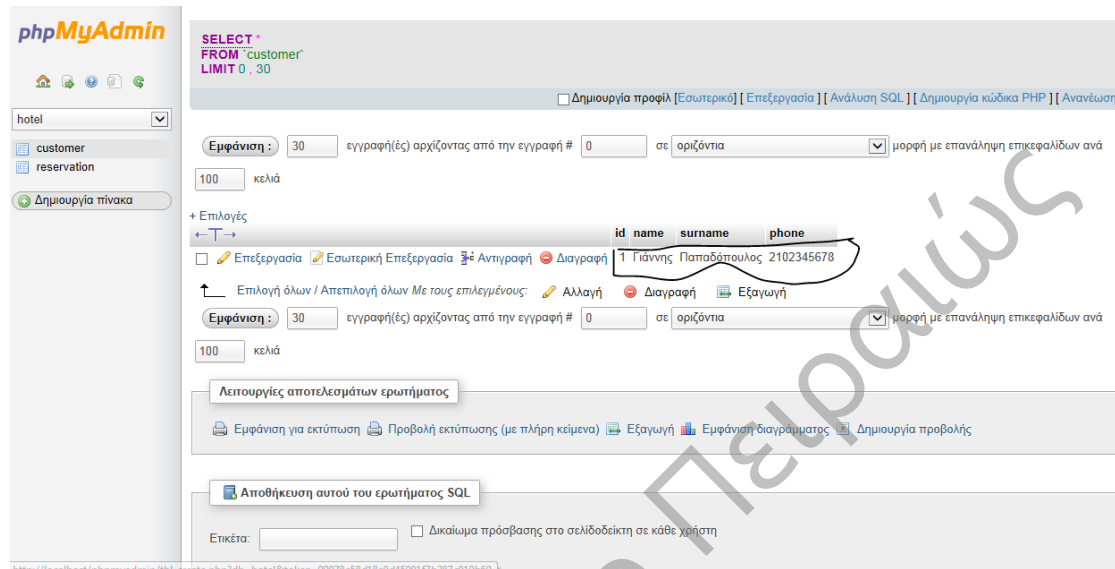 phpMyAdmin
SELECT *
FROM `customer`
LIMIT 0 , 30
Δημιουργία προφίλ [Εσωτερικό] [ Επεξεργασία ] [ Ανάλυση SQL ] [ Δημιουργία κώδικα PHP ] [ Ανανέωση
hotel
customer
reservation
Δημιουργία πίνακα
Εμφάνιση : 30 εγγραφή(ές) αρχίζοντας από την εγγραφή # 0 σε οριζόντια μορφή με επανάληψη επικεφαλίδων ανά
100 κελιά
+ Επιλογές
←T→ id name surname phone
Επεξεργασία Εσωτερική Επεξεργασία Αντιγραφή Διαγραφή 1 Γιάννης Παπαδόπουλος 2102345678
Επιλογή όλων / Απεπιλογή όλων Με τους επιλεγμένους: Αλλαγή Διαγραφή Εξαγωγή
Εμφάνιση : 30 εγγραφή(ές) αρχίζοντας από την εγγραφή # 0 σε οριζόντια μορφή με επανάληψη επικεφαλίδων ανά
100 κελιά
Λειτουργίες αποτελεσμάτων ερωτήματος
Εμφάνιση για εκτύπωση Προβολή εκτύπωσης (με πλήρη κείμενα) Εξαγωγή Εμφάνιση διαγράμματος Δημιουργία προβολής
Αποθήκευση αυτού του ερωτήματος SQL
Ετικέτα: Δικαίωμα πρόσβασης στο σελίδοδείκτη σε κάθε χρήστη
Πειραιώς